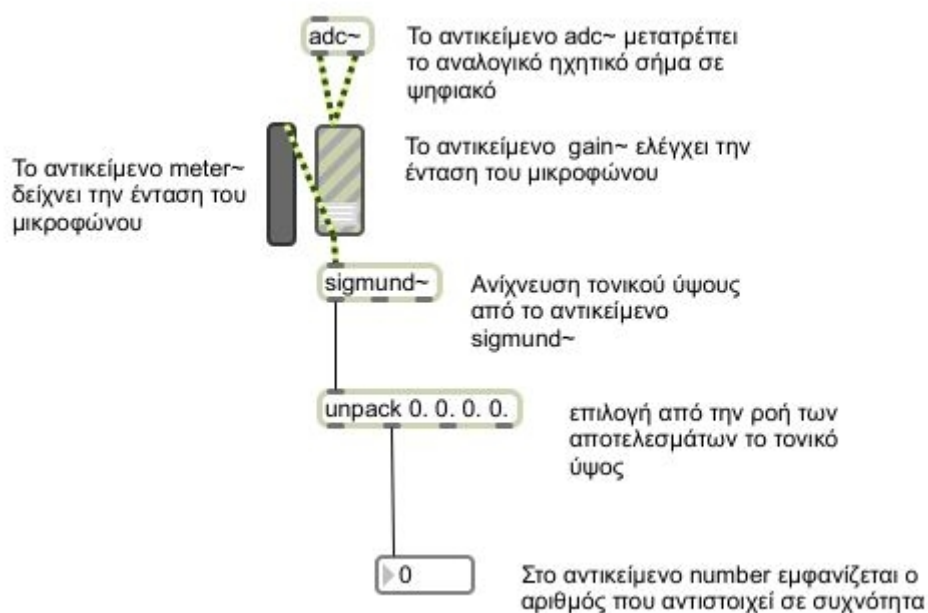 adc~
Το αντικείμενο adc~ μετατρέπει
το αναλογικό ηχητικό σήμα σε
ψηφιακό
Το αντικείμενο meter~
δείχνει την ένταση του
μικροφώνου
Το αντικείμενο gain~ ελέγχει την
ένταση του μικροφώνου
sigmund~
Ανίχνευση τονικού ύψους
από το αντικείμενο
sigmund~
unpack 0. 0. 0. 0.
επιλογή από την ροή των
αποτελεσμάτων το τονικό
ύψος
0
Στο αντικείμενο number εμφανίζεται ο
αριθμός που αντιστοιχεί σε συχνότητα